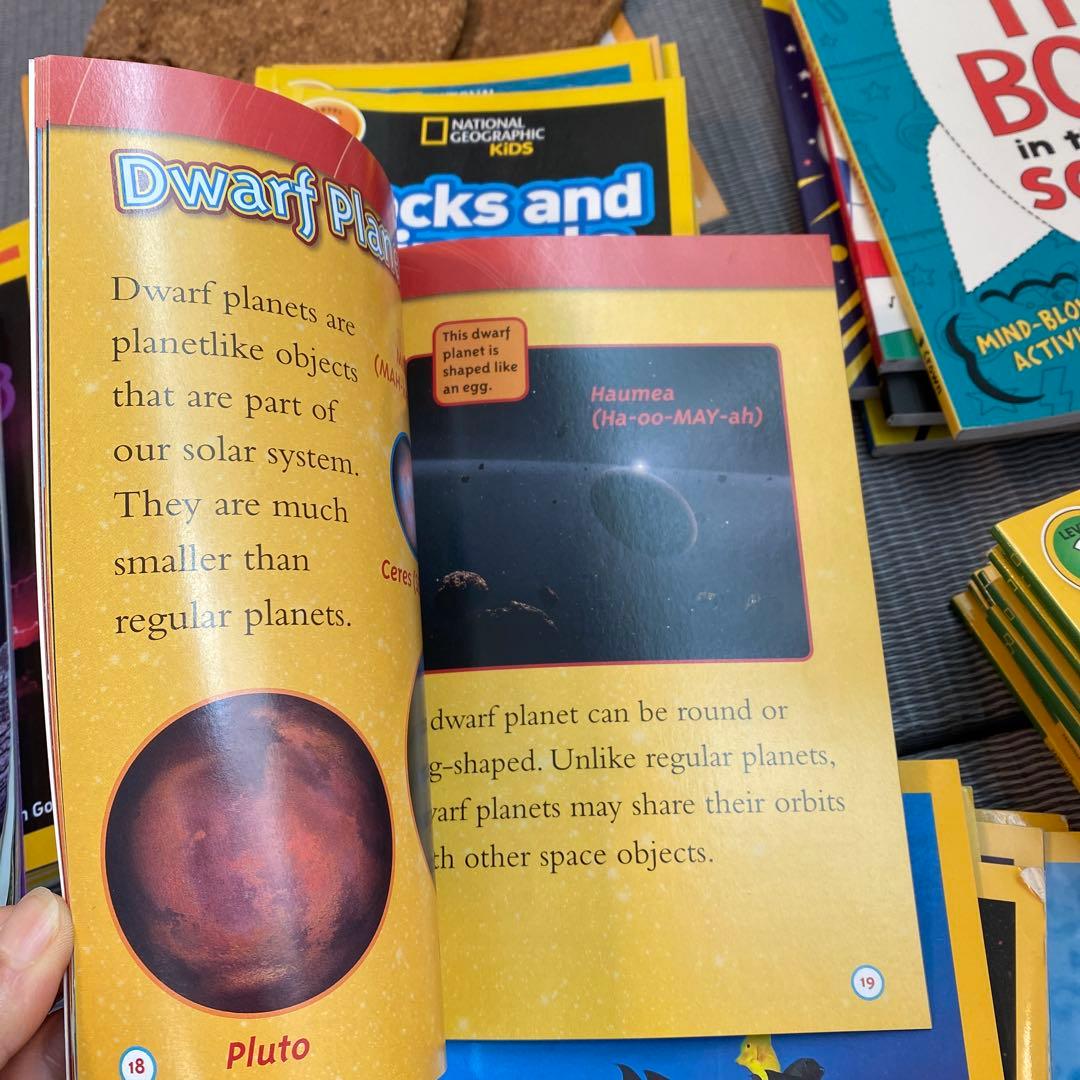 Dwarf
Dwarf planets are
planetlike objects
that are part of
our solar system.
They are much
smaller than
regular planets.
Ceres
Pluto
18
This dwarf
planet is
shaped like
an egg.
Haumea
(Ha-oo-MAY-ah)
dwarf planet can be round or
g-shaped. Unlike regular planets,
arf planets may share their orbits
th other space objects.
19
NATIONAL
GEOGRAPHIC
KiDS
cks and
BO
in t
SO
MIND-BLO
ACTIVI